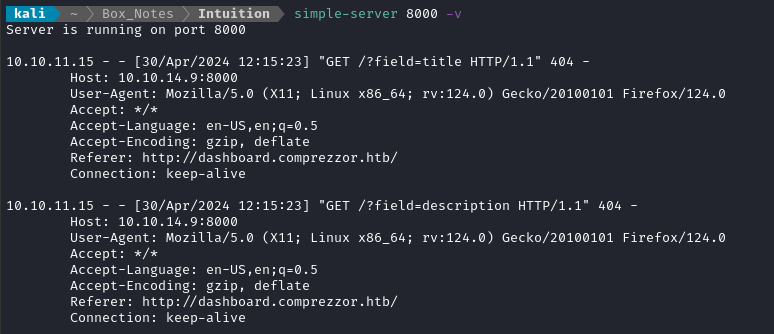 kali ~ Box_Notes Intuition simple-server 8000 -v
Server is running on port 8000
10.10.11.15 - - [30/Apr/2024 12:15:23] "GET /?field=title HTTP/1.1" 404 -
Host: 10.10.14.9:8000
User-Agent: Mozilla/5.0 (X11; Linux x86_64; rv:124.0) Gecko/20100101 Firefox/124.0
Accept: */*
Accept-Language: en-US,en;q=0.5
Accept-Encoding: gzip, deflate
Referer: http://dashboard.comprezzor.htb/
Connection: keep-alive
10.10.11.15 - - [30/Apr/2024 12:15:23] "GET /?field=description HTTP/1.1" 404 -
Host: 10.10.14.9:8000
User-Agent: Mozilla/5.0 (X11; Linux x86_64; rv:124.0) Gecko/20100101 Firefox/124.0
Accept: */*
Accept-Language: en-US,en;q=0.5
Accept-Encoding: gzip, deflate
Referer: http://dashboard.comprezzor.htb/
Connection: keep-alive